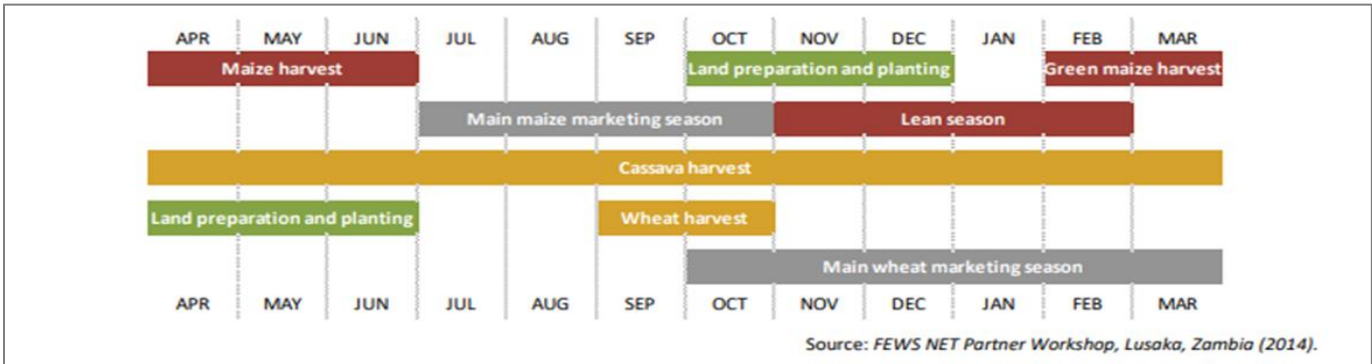 APR MAY JUN JUL AUG SEP OCT NOV DEC JAN FEB MAR
Maize harvest Land preparation and planting Green maize harvest
Main maize marketing season Lean season
Cassava harvest
Land preparation and planting Wheat harvest
Main wheat marketing season
APR MAY JUN JUL AUG SEP OCT NOV DEC JAN FEB MAR
Source: FEWS NET Partner Workshop, Lusaka, Zambia (2014).